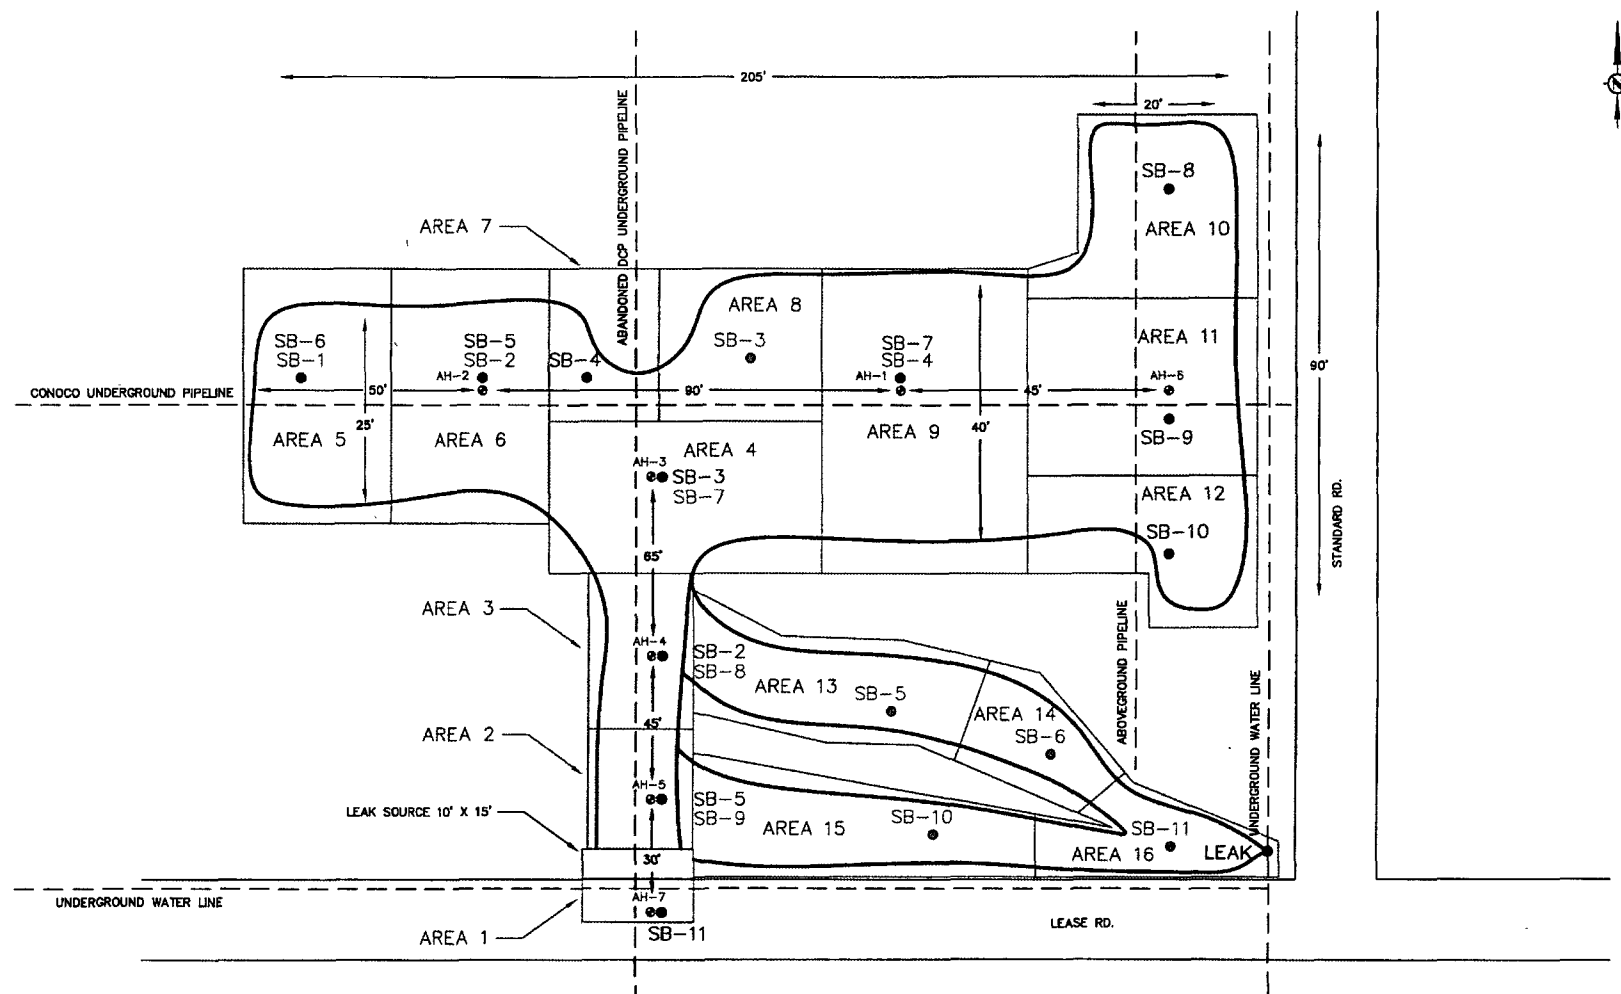 205'
20'
ABANDONED DCP UNDERGROUND PIPELINE
SB-8
AREA 7
AREA 10
AREA 8
SB-3
AREA 11
SB-6
SB-1
SB-5
SB-2
SB-4
SB-7
SB-4
AH-2
AH-1
AH-6
CONOCO UNDERGROUND PIPELINE
50'
90'
45'
90'
25'
40'
SB-9
AREA 5
AREA 6
AREA 9
AREA 4
AH-3
SB-3
SB-7
AREA 12
SB-10
STANDARD RD.
65'
AREA 3
AH-4
SB-2
SB-8
AREA 13
SB-5
AREA 14
SB-6
ABOVEGROUND PIPELINE
UNDERGROUND WATER LINE
45'
AREA 2
AH-5
SB-5
SB-9
LEAK SOURCE 10' X 15'
AREA 15
SB-10
SB-11
AREA 16
LEAK
30'
UNDERGROUND WATER LINE
AH-7
SB-11
AREA 1
LEASE RD.